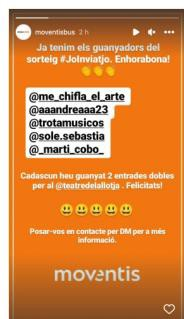 moventisbus 2 h
Ja tenim els guanyadors del
sorteig #JoInviatjo. Enhorabona!
👏👏👏
@me_chifla_el_arte
@aaandreaaa23
@trotamusicos
@sole.sebastia
@_marti_cobo_
Cadascun heu guanyat 2 entrades dobles
per al @teatredelallotja . Felicitats!
😃😃😃😃😃
Posar-vos en contacte per DM per a més
informació.
moventis